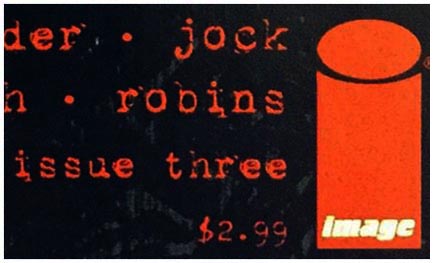 der · jock
h · robins
issue three
$2.99
image
®